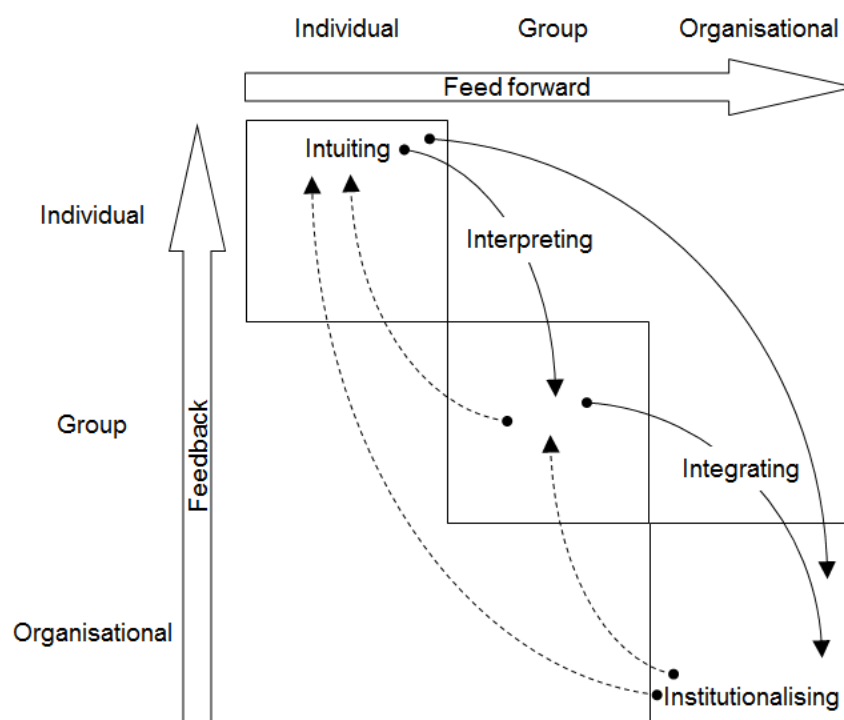 Individual
Group
Organisational
Feed forward
Intuiting
Individual
Interpreting
Group
Feedback
Integrating
Organisational
Institutionalising